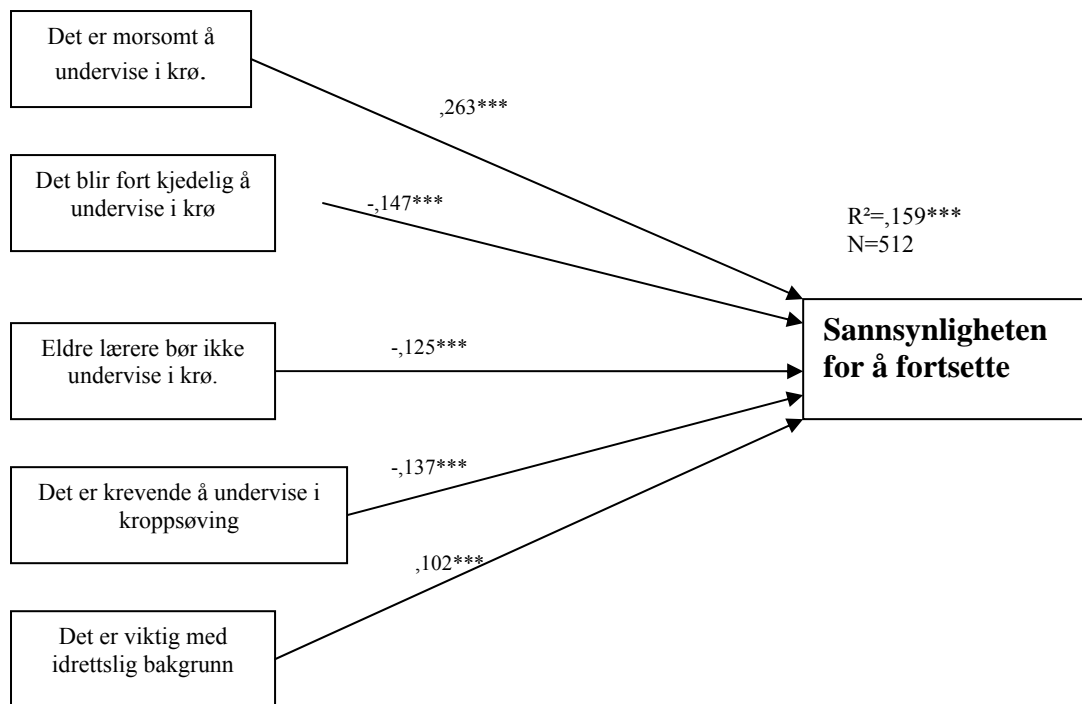 Det er morsomt å
undervise i krø.
,263***
Det blir fort kjedelig å
undervise i krø
-,147***
R²=,159***
N=512
Eldre lærere bør ikke
undervise i krø.
-,125***
Sannsynligheten
for å fortsette
Det er krevende å undervise i
kroppsøving
-,137***
,102***
Det er viktig med
idrettslig bakgrunn